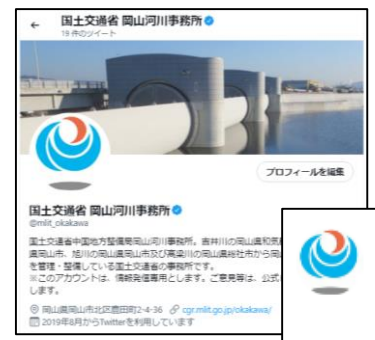 ← 国土交通省 岡山河川事務所
19 件のツイート
プロフィールを編集
国土交通省 岡山河川事務所
@mlit_okakawa
国土交通省中国地方整備局岡山河川事務所。吉井川の岡山県和気
県岡山市、旭川の岡山県岡山市及び高梁川の岡山県総社市から岡
を管理・整備している国土交通省の事務所です。
※このアカウントは、情報発信専用とします。ご意見等は、公式
します。
岡山県岡山市北区鹿田町2-4-36 cgr.mlit.go.jp/okakawa/
2019年8月からTwitterを利用しています